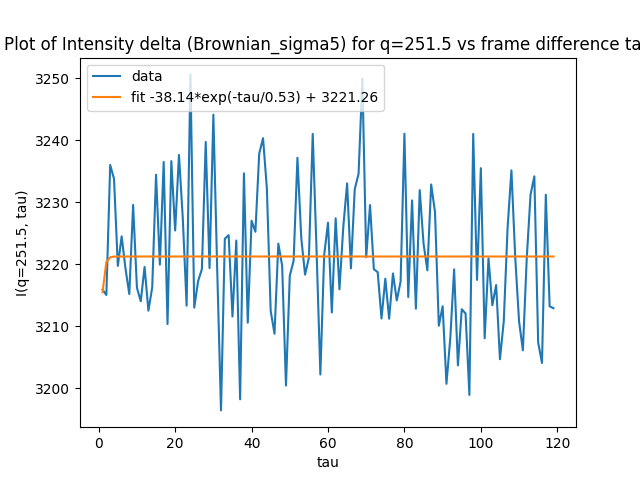 Plot of Intensity delta (Brownian_sigma5) for q=251.5 vs frame difference ta
data
fit -38.14*exp(-tau/0.53) + 3221.26
3250
3240
3230
3220
3210
3200
I(q=251.5, tau)
0 20 40 60 80 100 120
tau